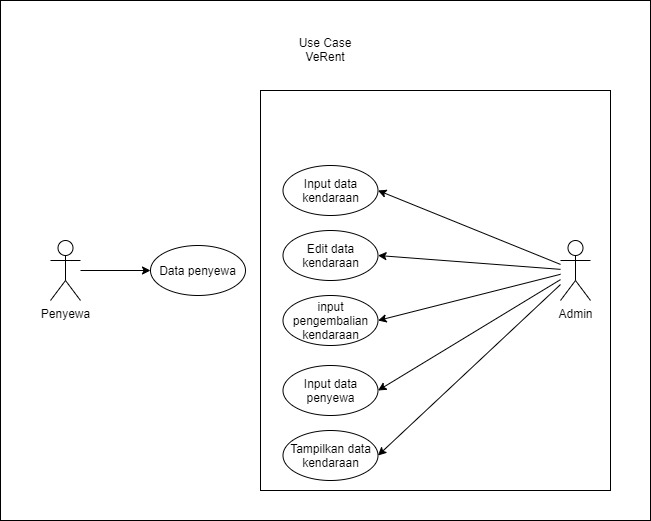 Use Case
VeRent
Input data
kendaraan
Edit data
kendaraan
Data penyewa
Penyewa
input
pengembalian
kendaraan
Admin
Input data
penyewa
Tampilkan data
kendaraan